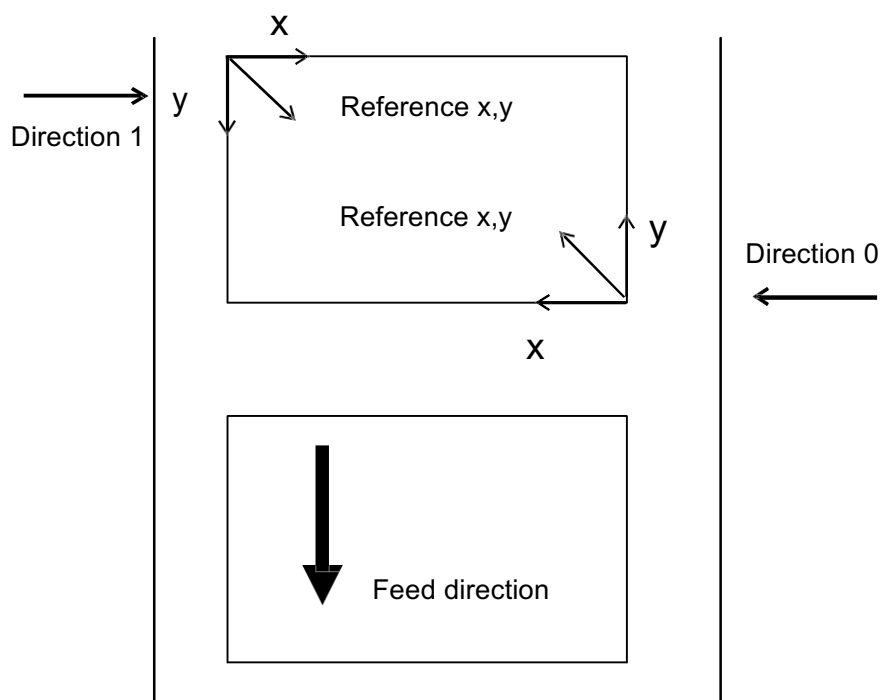 x
y
Direction 1
Reference x,y
Reference x,y
y
Direction 0
x
Feed direction